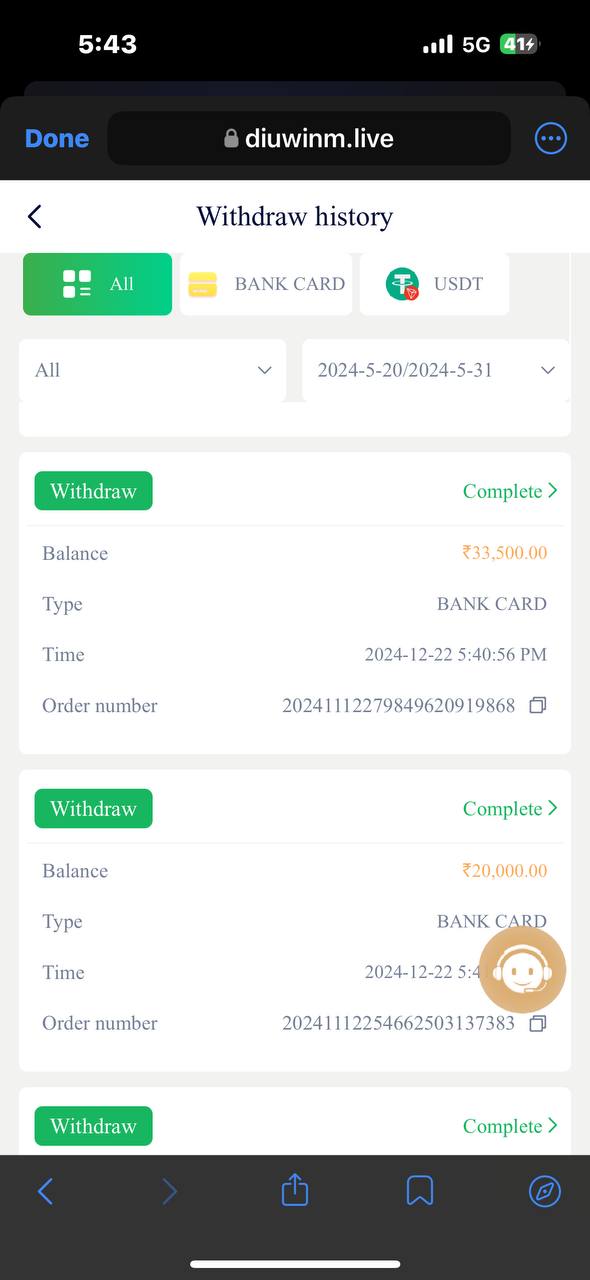 5:43
5G 41
Done
diuwinm.live
Withdraw history
All
BANK CARD
USDT
All
2024-5-20/2024-5-31
Withdraw
Complete
Balance
₹33,500.00
Type
BANK CARD
Time
2024-12-22 5:40:56 PM
Order number
20241112279849620919868
Withdraw
Complete
Balance
₹20,000.00
Type
BANK CARD
Time
2024-12-22 5:4
Order number
20241112254662503137383
Withdraw
Complete